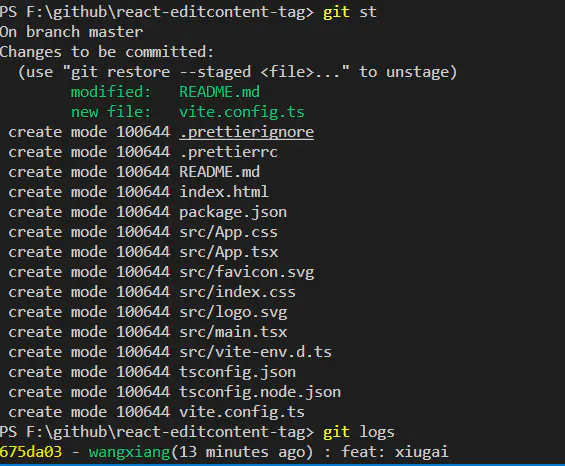 PS F:\github\react-editcontent-tag> git st
On branch master
Changes to be committed:
  (use "git restore --staged <file>..." to unstage)
        modified:   README.md
        new file:   vite.config.ts
 create mode 100644 .prettierignore
 create mode 100644 .prettierrc
 create mode 100644 README.md
 create mode 100644 index.html
 create mode 100644 package.json
 create mode 100644 src/App.css
 create mode 100644 src/App.tsx
 create mode 100644 src/favicon.svg
 create mode 100644 src/index.css
 create mode 100644 src/logo.svg
 create mode 100644 src/main.tsx
 create mode 100644 src/vite-env.d.ts
 create mode 100644 tsconfig.json
 create mode 100644 tsconfig.node.json
 create mode 100644 vite.config.ts
PS F:\github\react-editcontent-tag> git logs
675da03 - wangxiang(13 minutes ago) : feat: xiugai